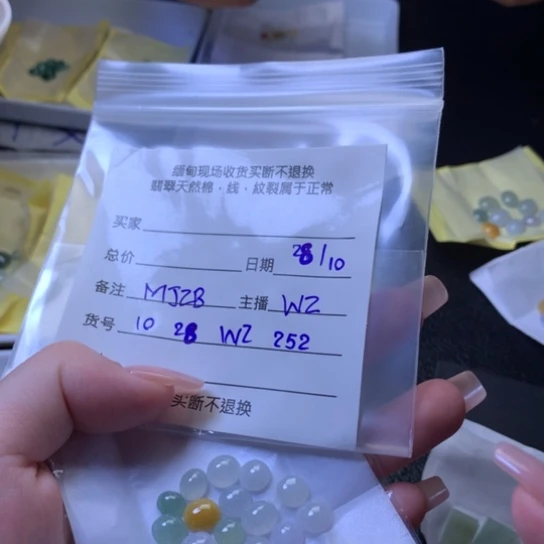 缅甸现场收货买断不退换
翡翠天然棉，线，纹裂属于正常
买家
总价 日期 28/10
备注 MJZB 主播 WZ
货号 10 28 WZ 252
买断不退换